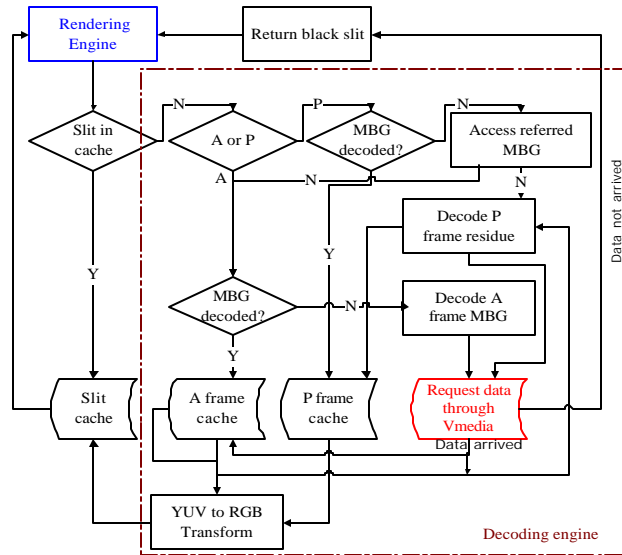 Rendering
Engine
Return black slit
N
P
N
Slit in
cache
A or P
MBG
decoded?
Access referred
MBG
A
N
N
Decode P
frame residue
Data not arrived
Y
Y
MBG
decoded?
N
Decode A
frame MBG
Y
Slit
cache
A frame
cache
P frame
cache
Request data
through
Vmedia
Data arrived
YUV to RGB
Transform
Decoding engine